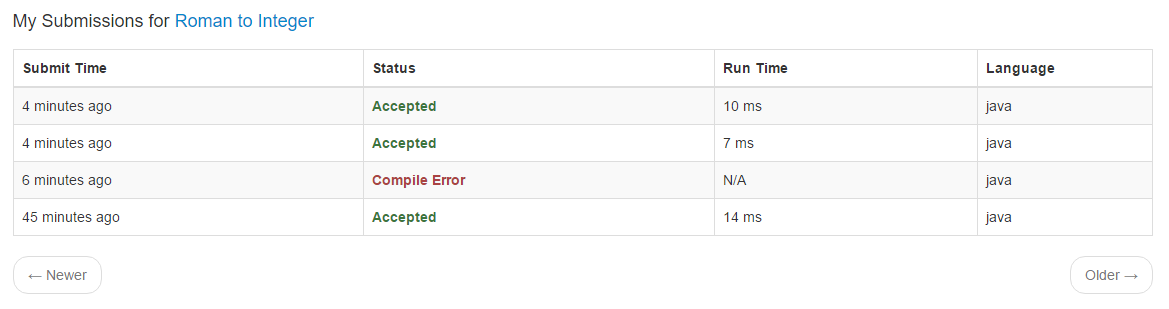 My Submissions for Roman to Integer
Submit Time Status Run Time Language
4 minutes ago Accepted 10 ms java
4 minutes ago Accepted 7 ms java
6 minutes ago Compile Error N/A java
45 minutes ago Accepted 14 ms java
← Newer Older →